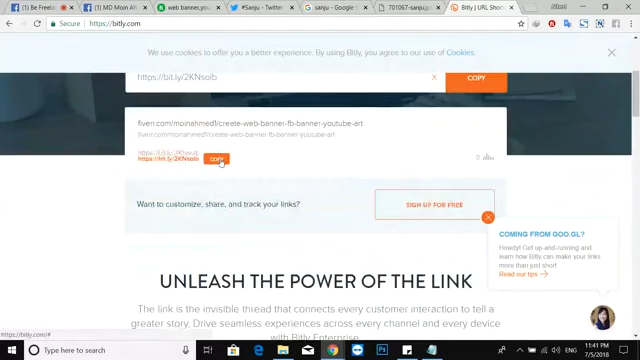 Be Freela
MD Moin Ah
web banner,you
#Sanju - Twitter
sanju - Google
701067-sanju.jp
Bitly | URL Short
https://bitly.com
We use cookies to offer you a better experience. By using Bitly, you agree to our use of Cookies.
https://bit.ly/2KNsoib
X
COPY
fiverr.com/moinahmed1/create-web-banner-fb-banner-youtube-art
fiverr.com/moinahmed1/create-web-banner-fb-banner-youtube-art
https://bit.ly/2KNsoib
COPY
0
Want to customize, share, and track your links?
SIGN UP FOR FREE
COMING FROM GOO.GL?
Howdy! Get up-and-running and
learn how Bitly can make your links
more than just short!
Read our tips
UNLEASH THE POWER OF THE LINK
The link is the invisible thread that connects every customer interaction to tell a
greater story. Drive seamless experiences across every channel and every device
with Bitly Enterprise.
https://bitly.com/#
Type here to search
11:41 PM
7/5/2018